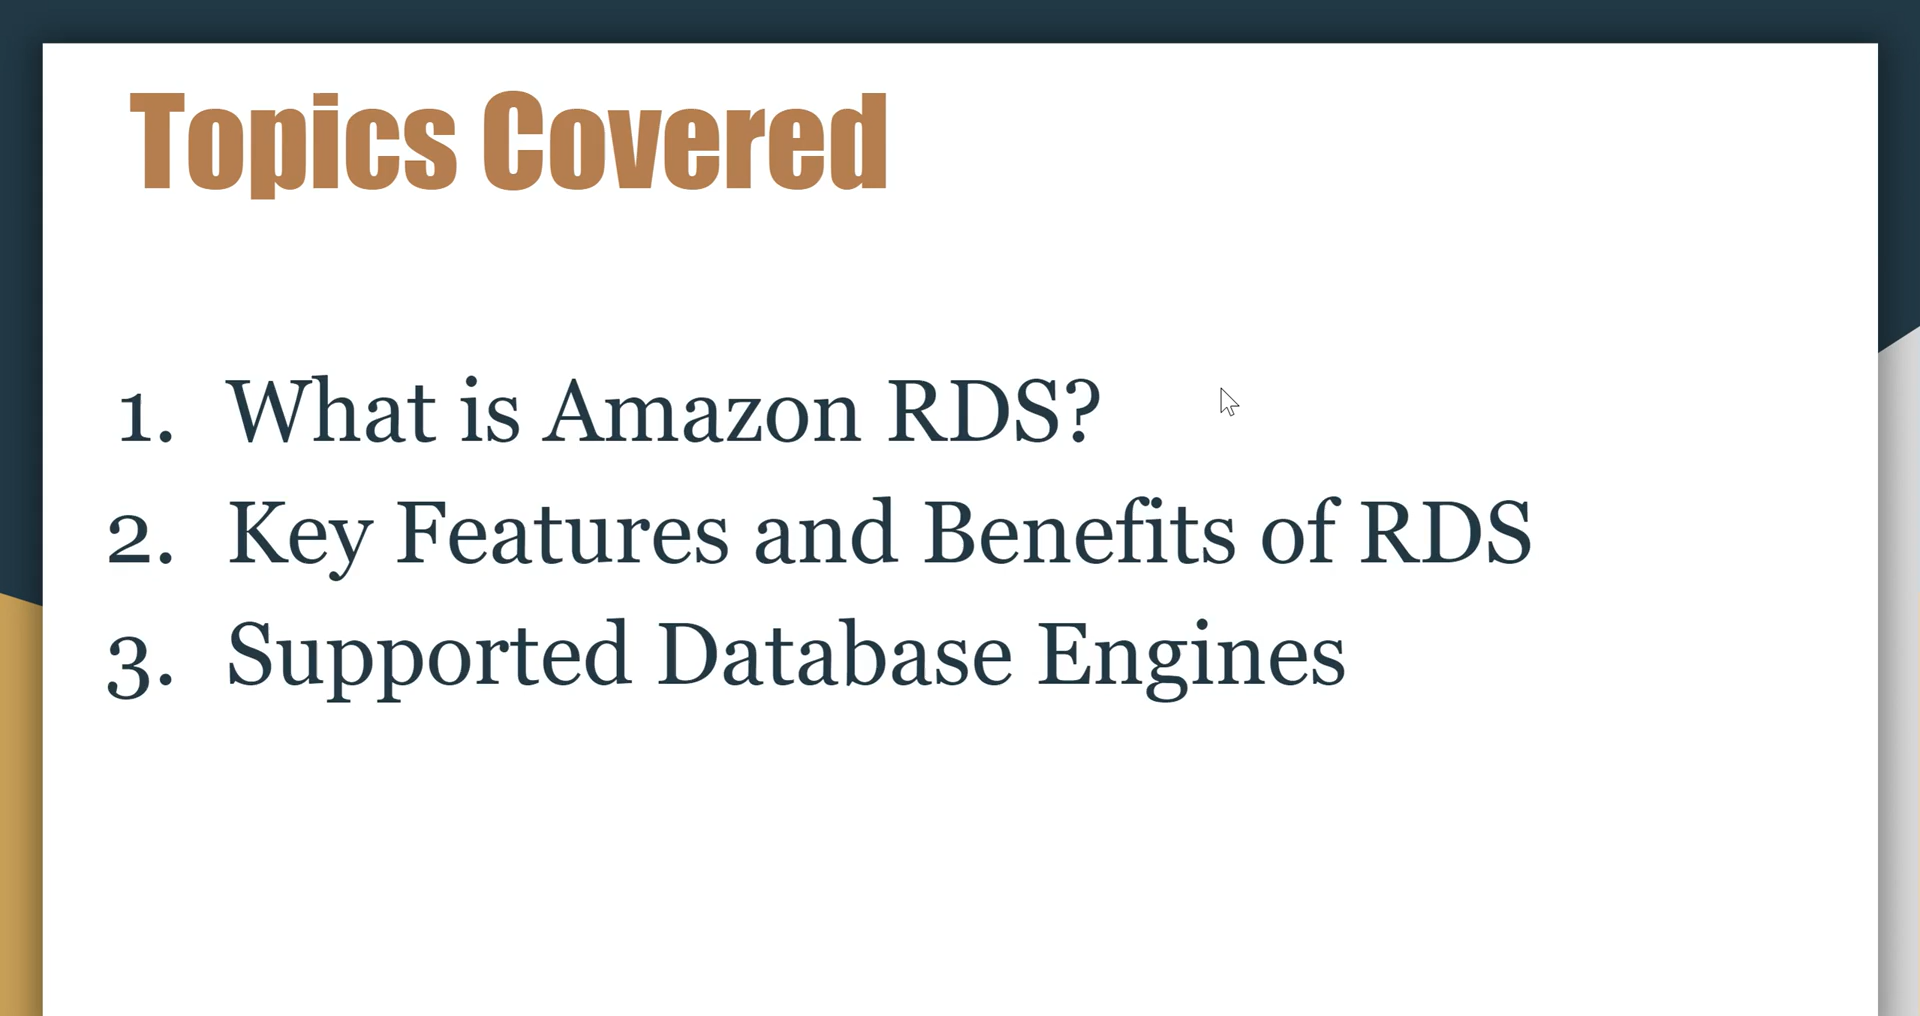 Topics Covered
1. What is Amazon RDS?
2. Key Features and Benefits of RDS
3. Supported Database Engines